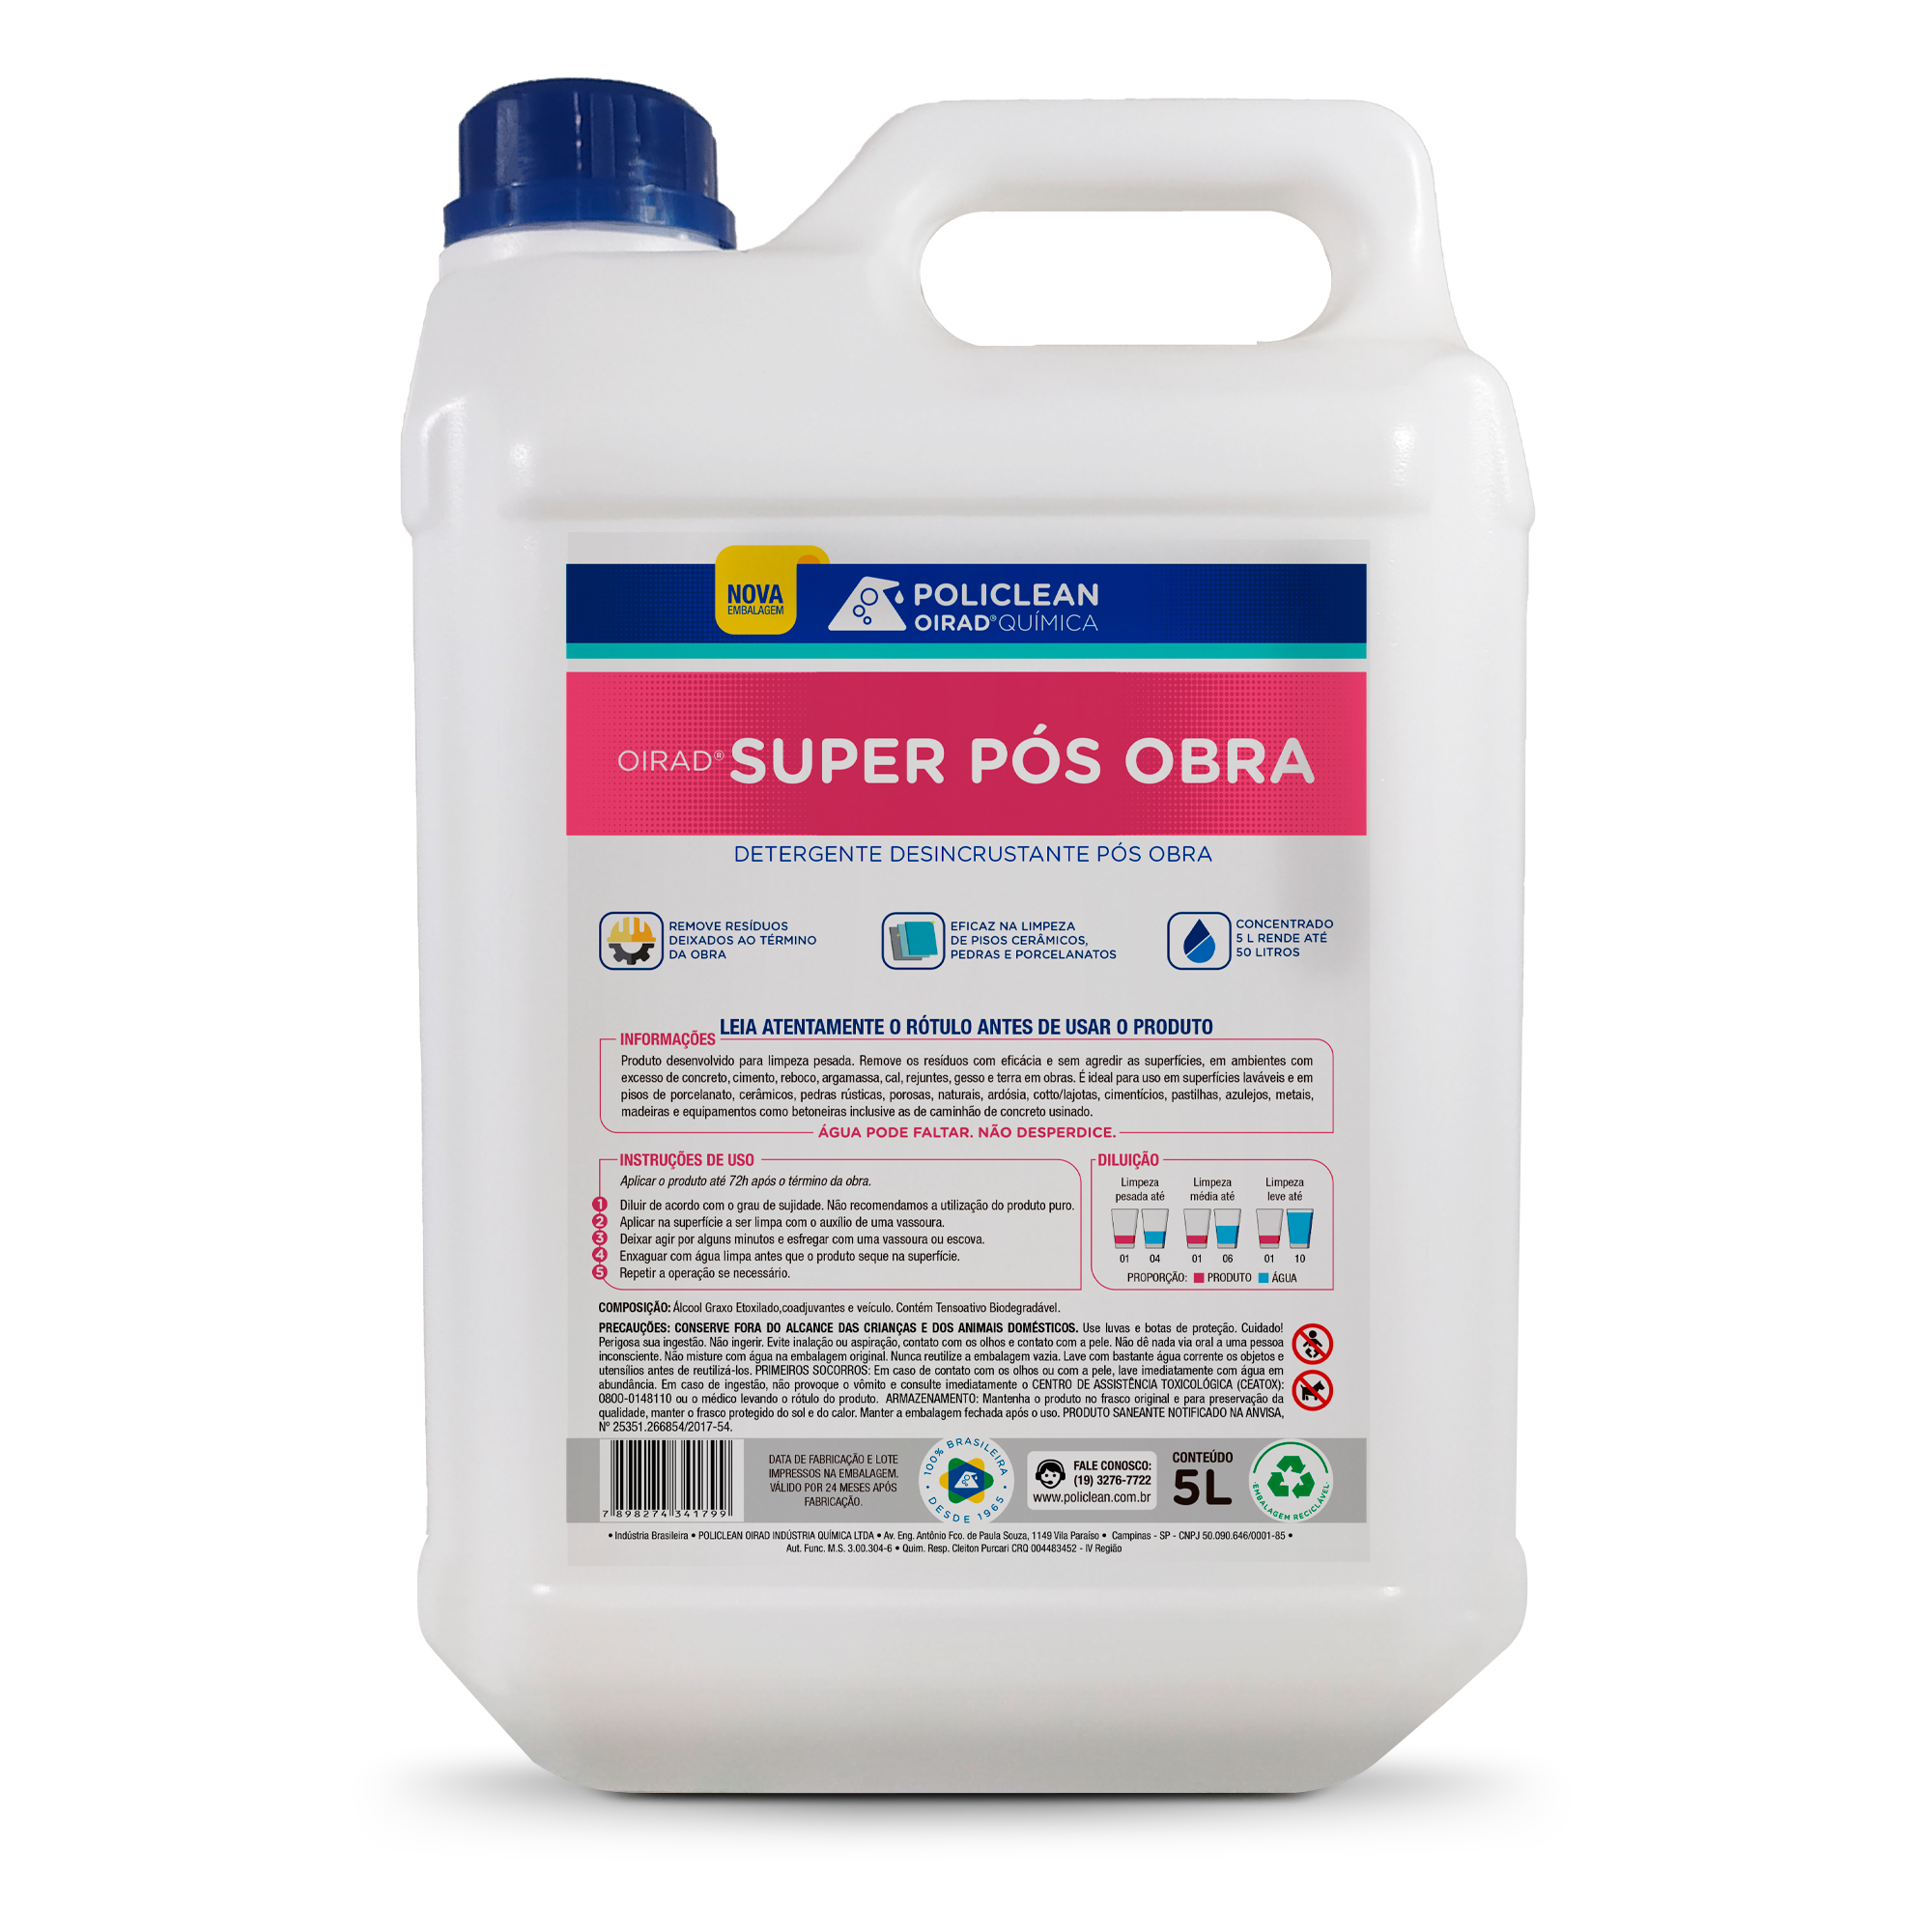 NOVA
EMBALAGEM
POLICLEAN
OIRAD® QUÍMICA
OIRAD® SUPER PÓS OBRA
DETERGENTE DESINCRUSTANTE PÓS OBRA
REMOVE RESÍDUOS
DEIXADOS AO TÉRMINO
DA OBRA
EFICAZ NA LIMPEZA
DE PISOS CERÂMICOS,
PEDRAS E PORCELANATOS
CONCENTRADO
5 L RENDE ATÉ
50 LITROS
LEIA ATENTAMENTE O RÓTULO ANTES DE USAR O PRODUTO
INFORMAÇÕES
Produto desenvolvido para limpeza pesada. Remove os resíduos com eficácia e sem agredir as superfícies, em ambientes com
excesso de concreto, cimento, reboco, argamassa, cal, rejuntes, gesso e terra em obras. É ideal para uso em superfícies laváveis e em
pisos de porcelanato, cerâmicos, pedras rústicas, porosas, naturais, ardósia, cotto/lajotas, cimentícios, pastilhas, azulejos, metais,
madeiras e equipamentos como betoneiras inclusive as de caminhão de concreto usinado.
ÁGUA PODE FALTAR. NÃO DESPERDICE.
INSTRUÇÕES DE USO
Aplicar o produto até 72h após o término da obra.
1 Diluir de acordo com o grau de sujidade. Não recomendamos a utilização do produto puro.
2 Aplicar na superfície a ser limpa com o auxílio de uma vassoura.
3 Deixar agir por alguns minutos e esfregar com uma vassoura ou escova.
4 Enxaguar com água limpa antes que o produto seque na superfície.
5 Repetir a operação se necessário.
DILUIÇÃO
Limpeza
pesada até
Limpeza
média até
Limpeza
leve até
01 04 01 06 01 10
PROPORÇÃO: PRODUTO ÁGUA
COMPOSIÇÃO: Álcool Graxo Etoxilado,coadjuvantes e veículo. Contém Tensoativo Biodegradável.
PRECAUÇÕES: CONSERVE FORA DO ALCANCE DAS CRIANÇAS E DOS ANIMAIS DOMÉSTICOS. Use luvas e botas de proteção. Cuidado!
Perigosa sua ingestão. Não ingerir. Evite inalação ou aspiração, contato com os olhos e contato com a pele. Não dê nada via oral a uma pessoa
inconsciente. Não misture com água na embalagem original. Nunca reutilize a embalagem vazia. Lave com bastante água corrente os objetos e
utensílios antes de reutilizá-los. PRIMEIROS SOCORROS: Em caso de contato com os olhos ou com a pele, lave imediatamente com água em
abundância. Em caso de ingestão, não provoque o vômito e consulte imediatamente o CENTRO DE ASSISTÊNCIA TOXICOLÓGICA (CEATOX):
0800-0148110 ou o médico levando o rótulo do produto. ARMAZENAMENTO: Mantenha o produto no frasco original e para preservação da
qualidade, manter o frasco protegido do sol e do calor. Manter a embalagem fechada após o uso. PRODUTO SANEANTE NOTIFICADO NA ANVISA,
Nº 25351.266854/2017-54.
7 898274 341799
DATA DE FABRICAÇÃO E LOTE
IMPRESSOS NA EMBALAGEM.
VÁLIDO POR 24 MESES APÓS
FABRICAÇÃO.
100% BRASILEIRA
• DESDE 1965 •
FALE CONOSCO:
(19) 3276-7722
www.policlean.com.br
CONTEÚDO
5L
EMBALAGEM RECICLÁVEL
• Indústria Brasileira • POLICLEAN OIRAD INDÚSTRIA QUÍMICA LTDA • Av. Eng. Antônio Fco. de Paula Souza, 1149 Vila Paraíso • Campinas - SP - CNPJ 50.090.646/0001-85 •
Aut. Func. M.S. 3.00.304-6 • Quim. Resp. Cleiton Purcari CRQ 004483452 - IV Região